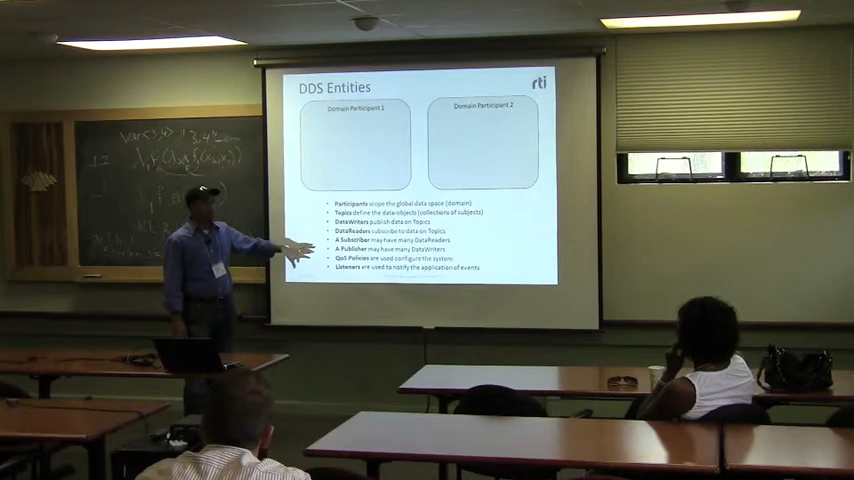 DDS Entities
rti
Domain Participant 1
Domain Participant 2
• Participants scope the global data space (domain)
• Topics define the data-objects (collections of subjects)
• DataWriters publish data on Topics
• DataReaders subscribe to data on Topics
• A Subscriber may have many DataReaders
• A Publisher may have many DataWriters
• QoS Policies are used configure the system
• Listeners are used to notify the application of events